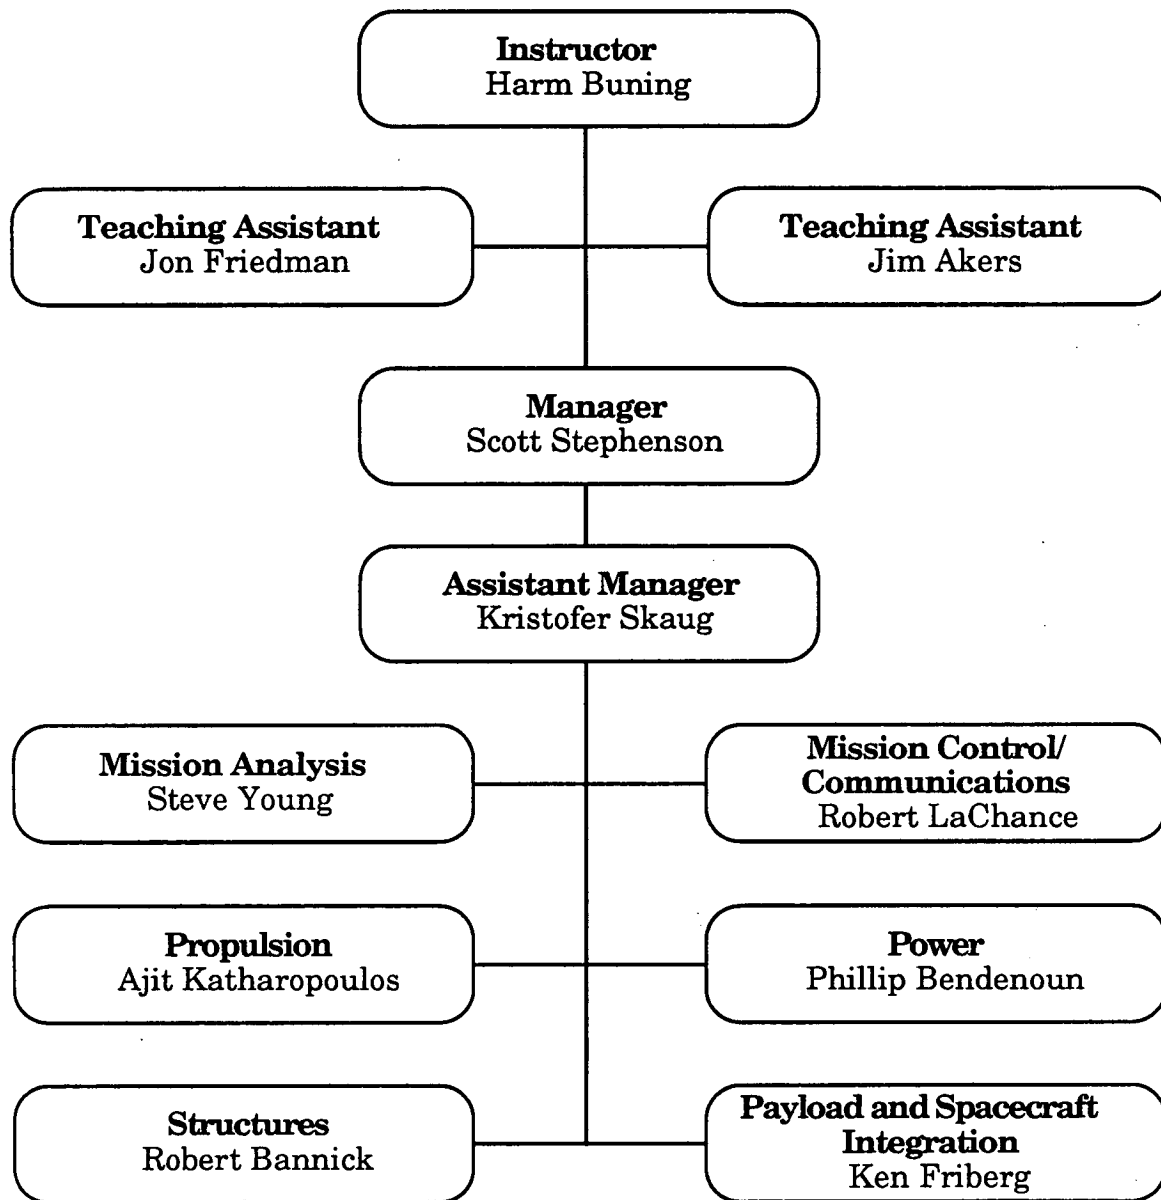 Instructor
Harm Buning
Teaching Assistant
Jon Friedman
Teaching Assistant
Jim Akers
Manager
Scott Stephenson
Assistant Manager
Kristofer Skaug
Mission Analysis
Steve Young
Mission Control/
Communications
Robert LaChance
Propulsion
Ajit Katharopoulos
Power
Phillip Bendenoun
Structures
Robert Bannick
Payload and Spacecraft
Integration
Ken Friberg